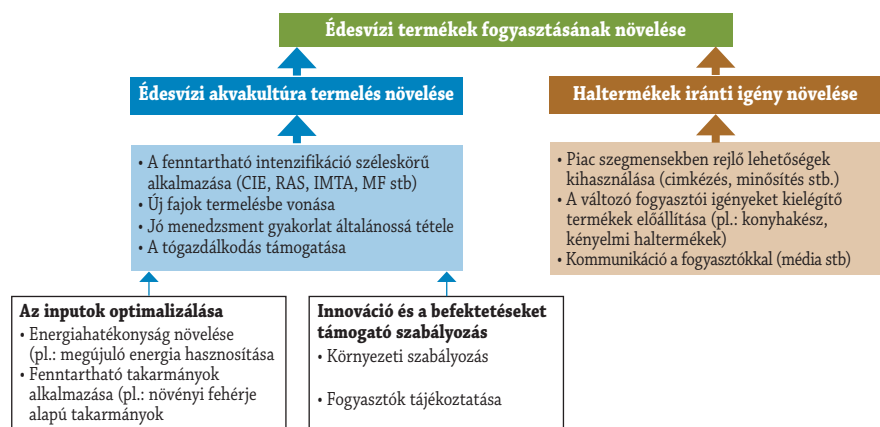 Édesvízi termékek fogyasztásának növelése
Édesvízi akvakultúra termelés növelése
• A fenntartható intenzifikáció széleskörű
alkalmazása (CIE, RAS, IMTA, MF stb)
• Új fajok termelésbe vonása
• Jó menedzsment gyakorlat általánossá tétele
• A tógazdálkodás támogatása
Az inputok optimalizálása
• Energiahatékonyság növelése
(pl.: megújuló energia hasznosítása
• Fenntartható takarmányok
alkalmazása (pl.: növényi fehérje
alapú takarmányok
Innováció és a befektetéseket
támogató szabályozás
• Környezeti szabályozás
• Fogyasztók tájékoztatása
Haltermékek iránti igény növelése
• Piac szegmensekben rejlő lehetőségek
kihasználása (cimkézés, minősítés stb.)
• A változó fogyasztói igényeket kielégítő
termékek előállítása (pl.: konyhakész,
kényelmi haltermékek)
• Kommunikáció a fogyasztókkal (média stb)